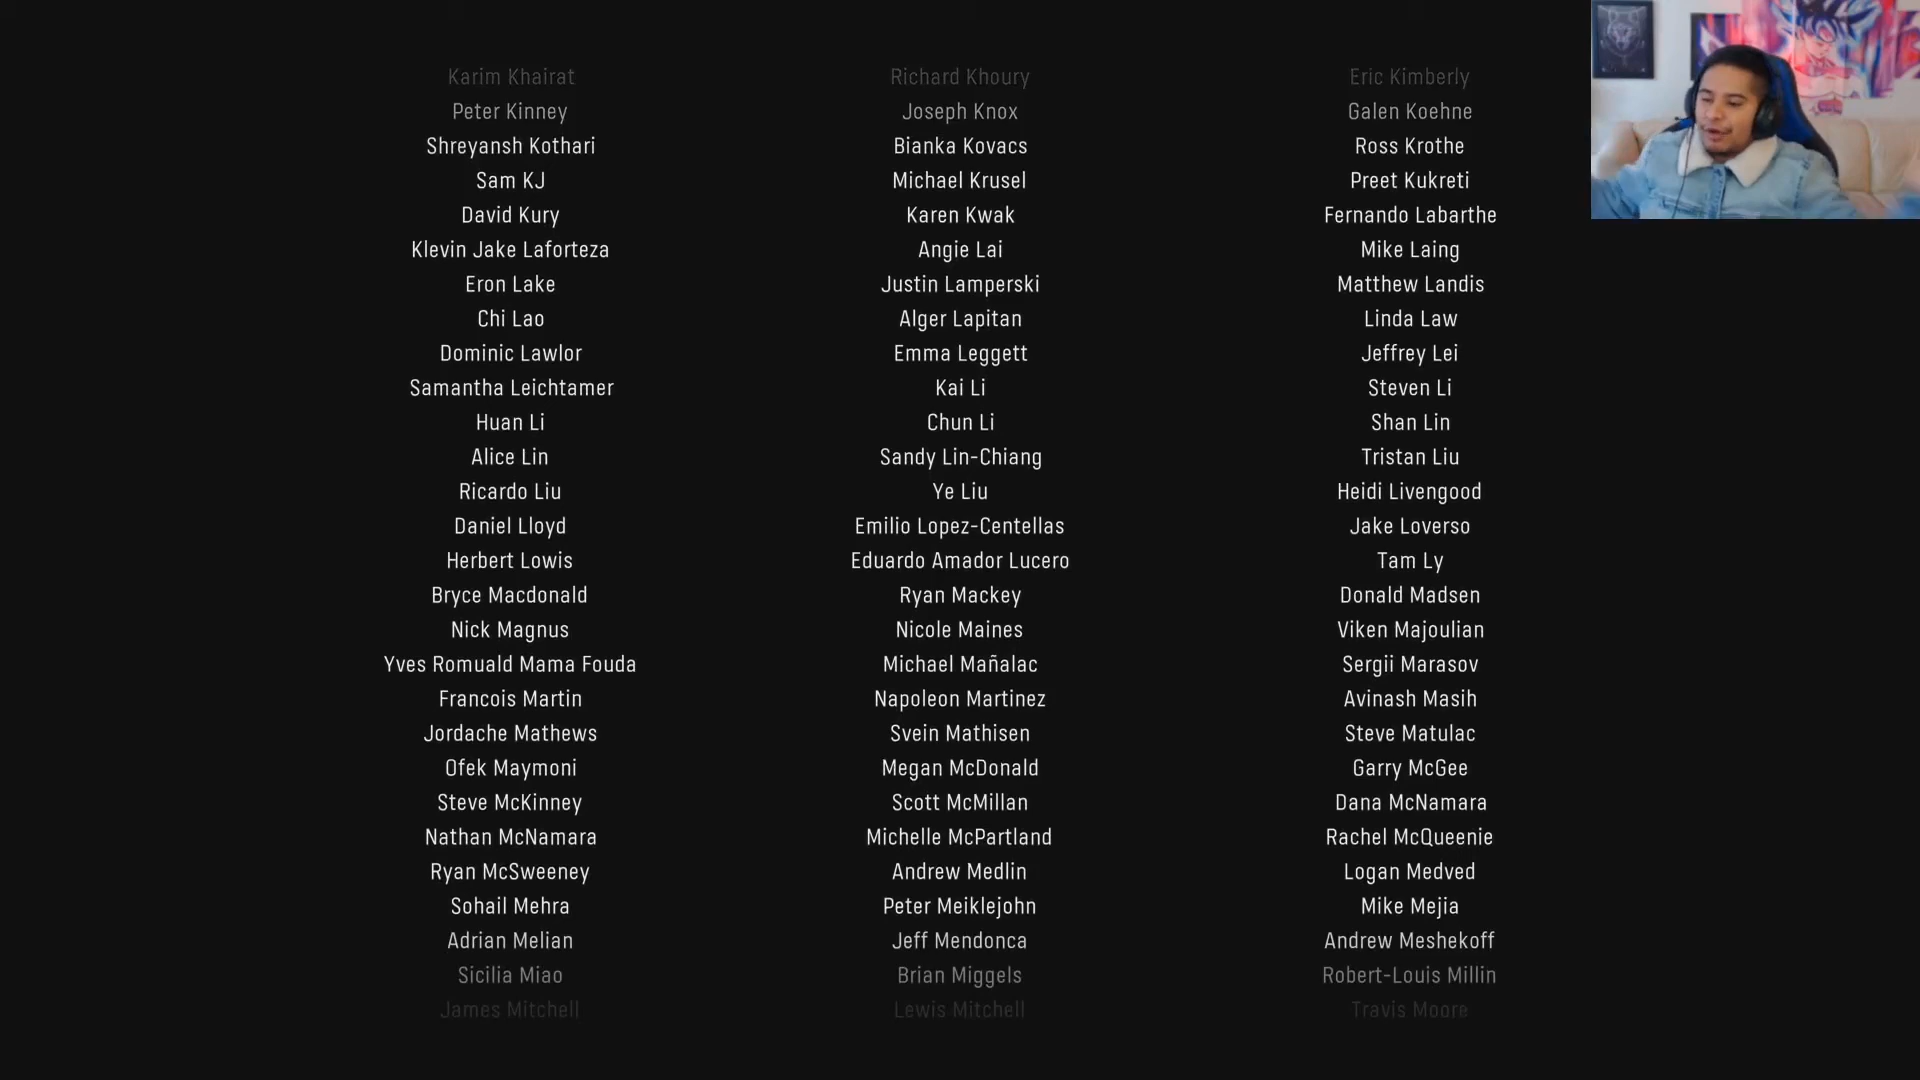 Karim Khairat Richard Khoury Eric Kimberly
Peter Kinney Joseph Knox Galen Koehne
Shreyansh Kothari Bianka Kovacs Ross Krothe
Sam KJ Michael Krusel Preet Kukreti
David Kury Karen Kwak Fernando Labarthe
Klevin Jake Laforteza Angie Lai Mike Laing
Eron Lake Justin Lamperski Matthew Landis
Chi Lao Alger Lapitan Linda Law
Dominic Lawlor Emma Leggett Jeffrey Lei
Samantha Leichtamer Kai Li Steven Li
Huan Li Chun Li Shan Lin
Alice Lin Sandy Lin-Chiang Tristan Liu
Ricardo Liu Ye Liu Heidi Livengood
Daniel Lloyd Emilio Lopez-Centellas Jake Loverso
Herbert Lowis Eduardo Amador Lucero Tam Ly
Bryce Macdonald Ryan Mackey Donald Madsen
Nick Magnus Nicole Maines Viken Majoulian
Yves Romuald Mama Fouda Michael Mañalac Sergii Marasov
Francois Martin Napoleon Martinez Avinash Masih
Jordache Mathews Svein Mathisen Steve Matulac
Ofek Maymoni Megan McDonald Garry McGee
Steve McKinney Scott McMillan Dana McNamara
Nathan McNamara Michelle McPartland Rachel McQueenie
Ryan McSweeney Andrew Medlin Logan Medved
Sohail Mehra Peter Meiklejohn Mike Mejia
Adrian Melian Jeff Mendonca Andrew Meshekoff
Sicilia Miao Brian Miggels Robert-Louis Millin
James Mitchell Lewis Mitchell Travis Moore